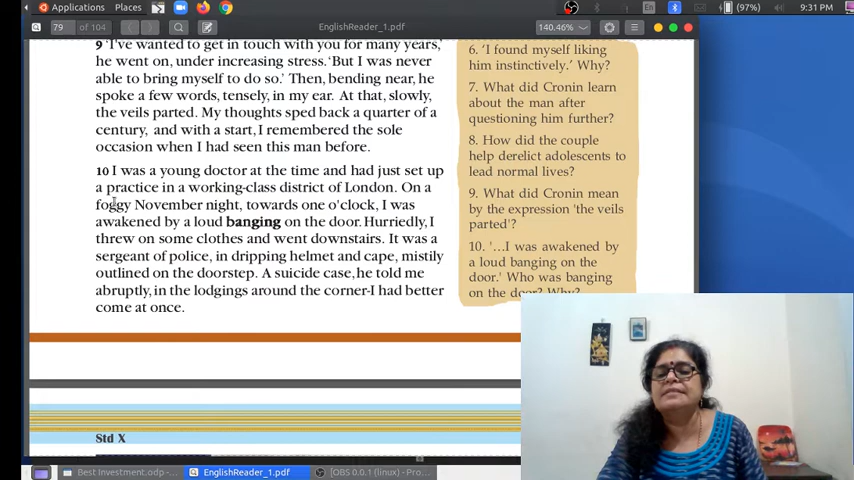 Applications Places (97%) 9:31 PM
79 of 104 EnglishReader_1.pdf 140.46%
9 'I've wanted to get in touch with you for many years,'
he went on, under increasing stress.'But I was never
able to bring myself to do so.' Then, bending near, he
spoke a few words, tensely, in my ear. At that, slowly,
the veils parted. My thoughts sped back a quarter of a
century, and with a start, I remembered the sole
occasion when I had seen this man before.
10 I was a young doctor at the time and had just set up
a practice in a working-class district of London. On a
foggy November night, towards one o'clock, I was
awakened by a loud banging on the door. Hurriedly, I
threw on some clothes and went downstairs. It was a
sergeant of police, in dripping helmet and cape, mistily
outlined on the doorstep. A suicide case, he told me
abruptly, in the lodgings around the corner-I had better
come at once.
6. 'I found myself liking
him instinctively.' Why?
7. What did Cronin learn
about the man after
questioning him further?
8. How did the couple
help derelict adolescents to
lead normal lives?
9. What did Cronin mean
by the expression 'the veils
parted'?
10. '...I was awakened by
a loud banging on the
door.' Who was banging
on the door? Why?
Std X
Best Investment.odp -... EnglishReader_1.pdf [OBS 0.0.1 (linux) - Pro...